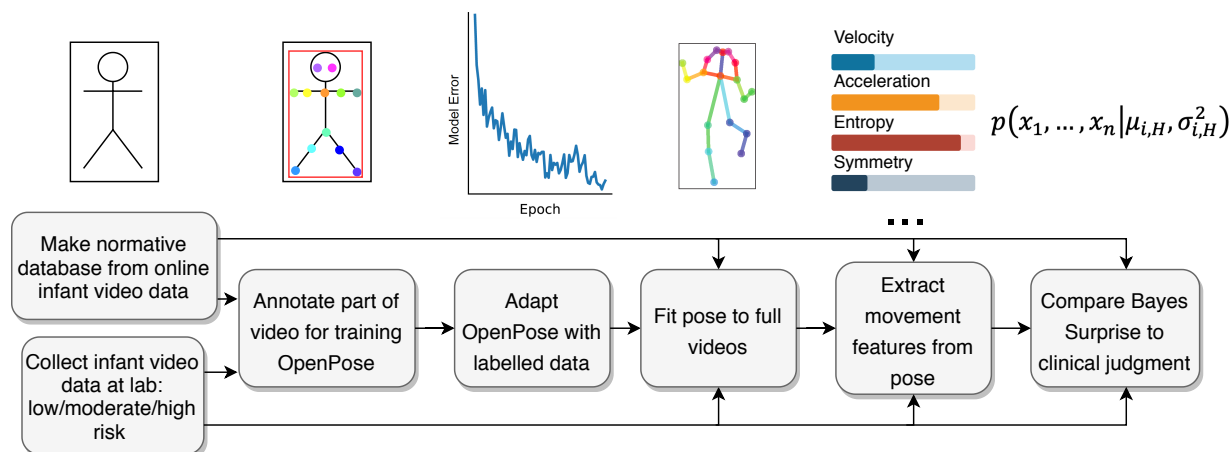 Model Error
Epoch
Velocity
Acceleration
Entropy
Symmetry
p(x₁, ..., xₙ|μᵢ,H, σ²ᵢ,H)
...
Make normative
database from online
infant video data
Collect infant video
data at lab:
low/moderate/high
risk
Annotate part of
video for training
OpenPose
Adapt
OpenPose with
labelled data
Fit pose to full
videos
Extract
movement
features from
pose
Compare Bayes
Surprise to
clinical judgment